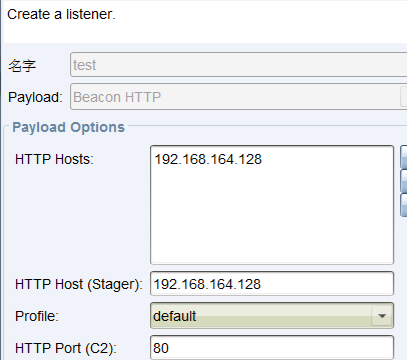 Create a listener.
名字 test
Payload: Beacon HTTP
Payload Options
HTTP Hosts: 192.168.164.128
HTTP Host (Stager): 192.168.164.128
Profile: default
HTTP Port (C2): 80